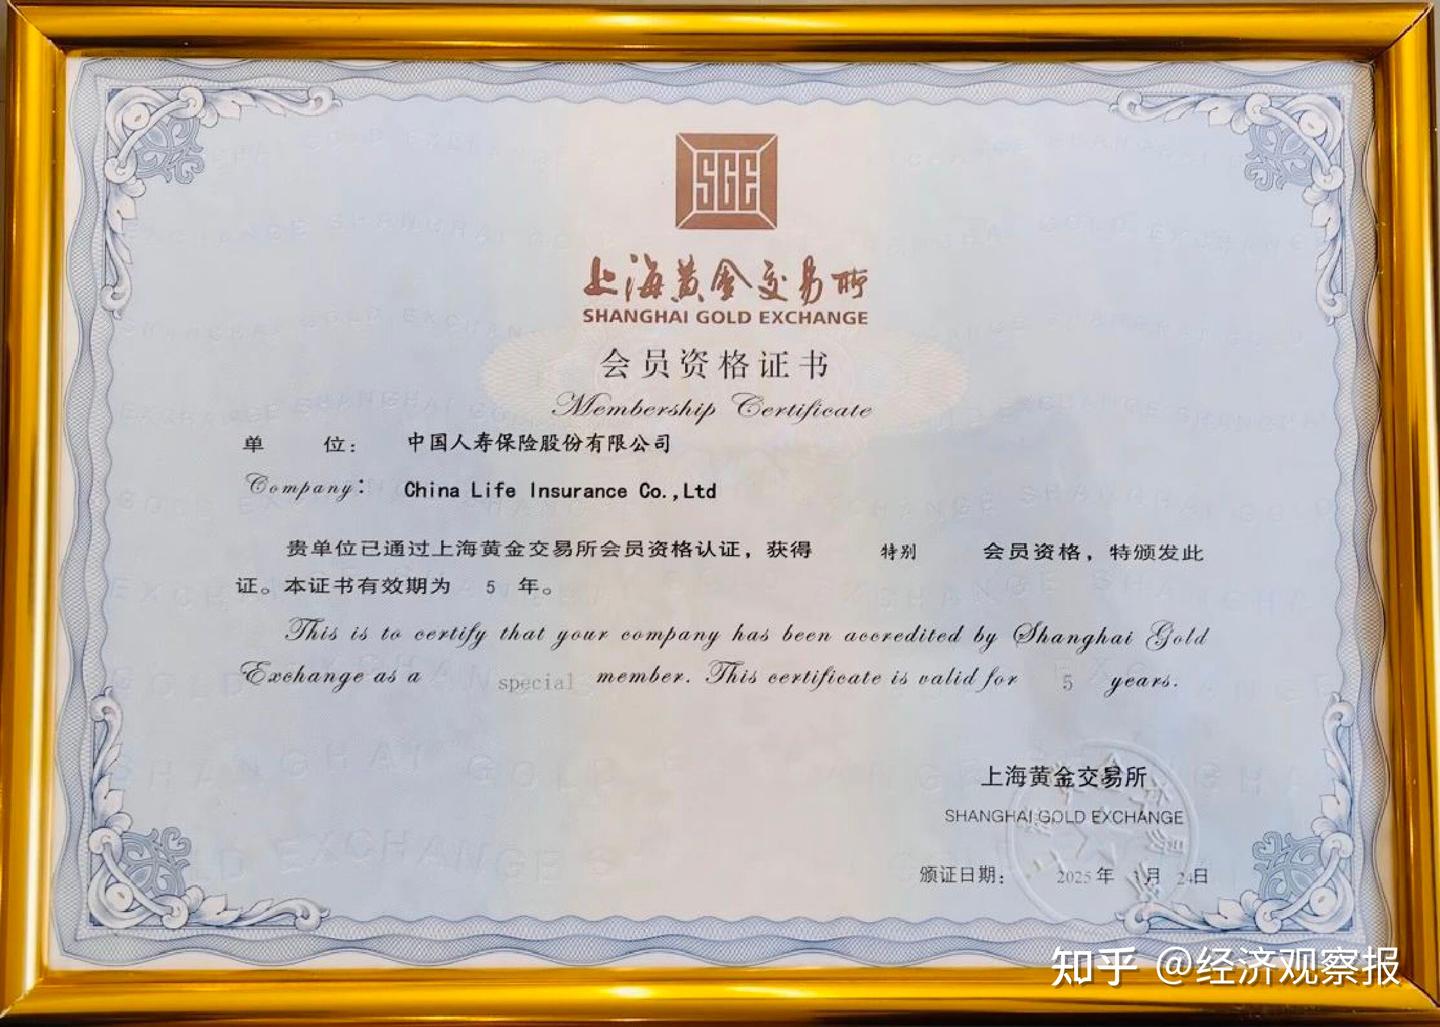 SGE
上海黄金交易所
SHANGHAI GOLD EXCHANGE
会员资格证书
Membership Certificate
单 位： 中国人寿保险股份有限公司
Company: China Life Insurance Co.,Ltd
贵单位已通过上海黄金交易所会员资格认证，获得 特别 会员资格，特颁发此
证。本证书有效期为 5 年。
This is to certify that your company has been accredited by Shanghai Gold
Exchange as a special member. This certificate is valid for 5 years.
上海黄金交易所
SHANGHAI GOLD EXCHANGE
颁证日期： 2025 年 月 日
知乎 @经济观察报